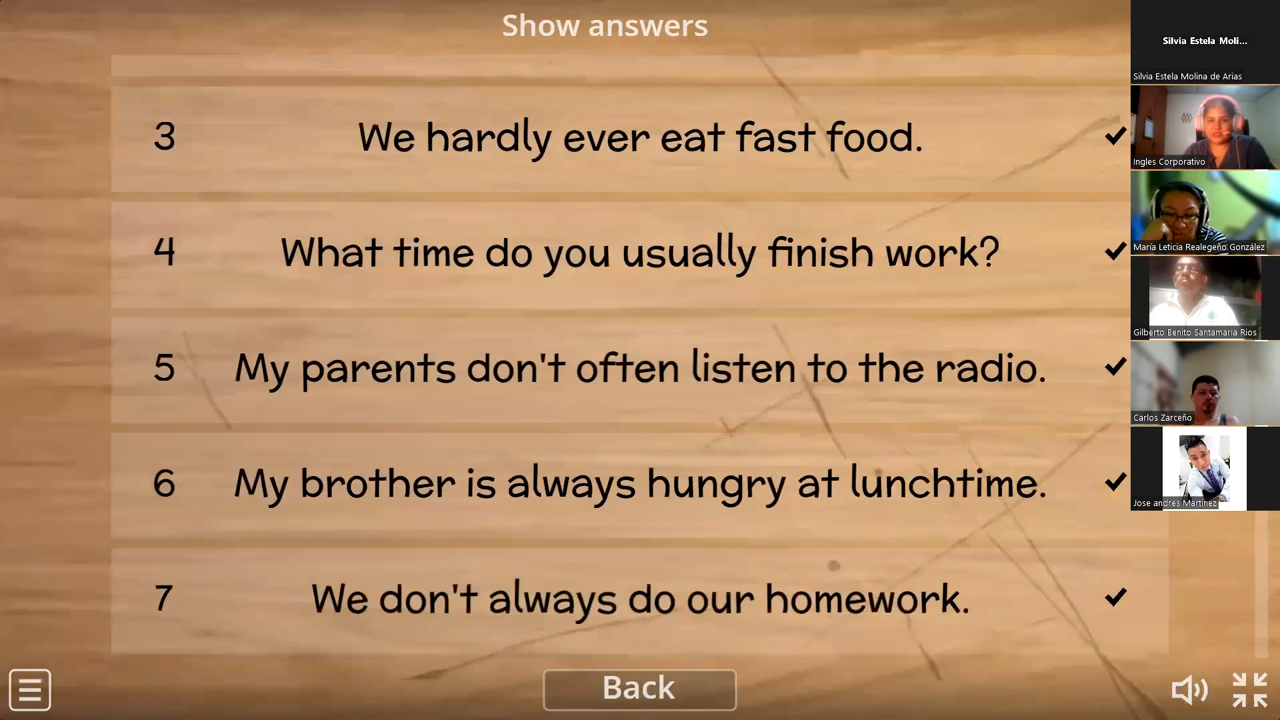 Show answers
3 We hardly ever eat fast food.
4 What time do you usually finish work?
5 My parents don't often listen to the radio.
6 My brother is always hungry at lunchtime.
7 We don't always do our homework.
Back
Silvia Estela Moli...
Silvia Estela Molina de Arias
Ingles Corporativo
María Leticia Realegeño González
Gilberto Benito Santamaria Rios
Carlos Zarceño
Jose andres Martinez